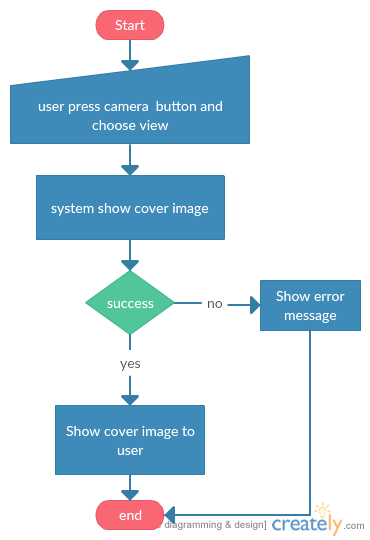 Start
user press camera button and
choose view
system show cover image
success
no
Show error
message
yes
Show cover image to
user
end
diagramming & design]
creately.com